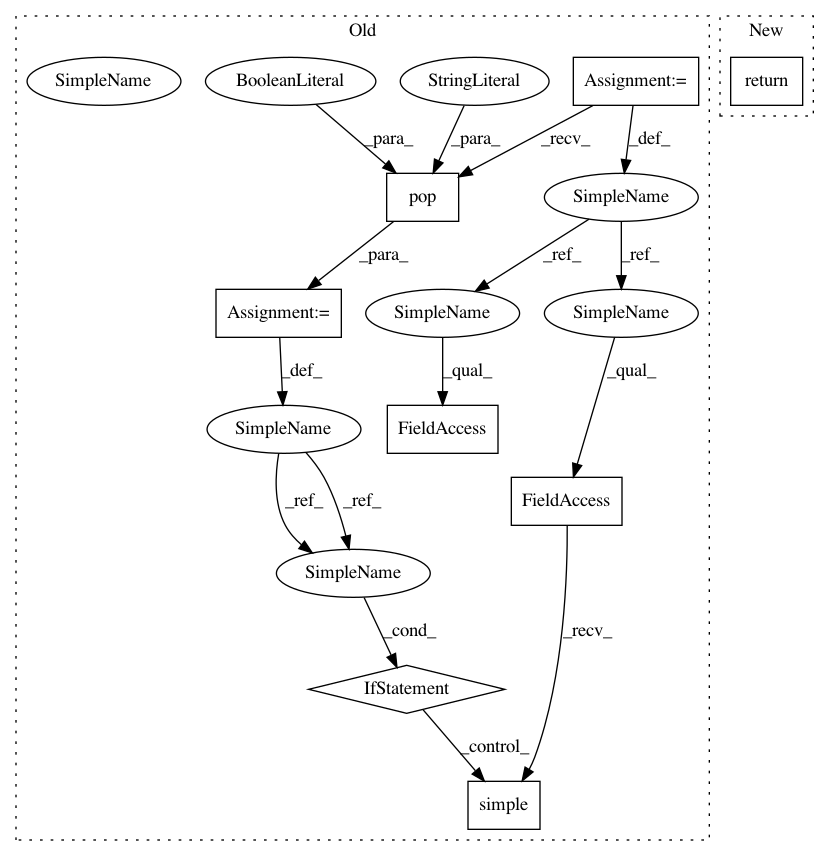 Old
New
SimpleName
BooleanLiteral
StringLiteral
Assignment:=
return
_para_
_para_
_recv_
_def_
pop
SimpleName
_para_
_ref_
_ref_
Assignment:=
SimpleName
SimpleName
_def_
_qual_
_qual_
SimpleName
FieldAccess
_ref_
_ref_
FieldAccess
SimpleName
_cond_
_recv_
IfStatement
_control_
simple